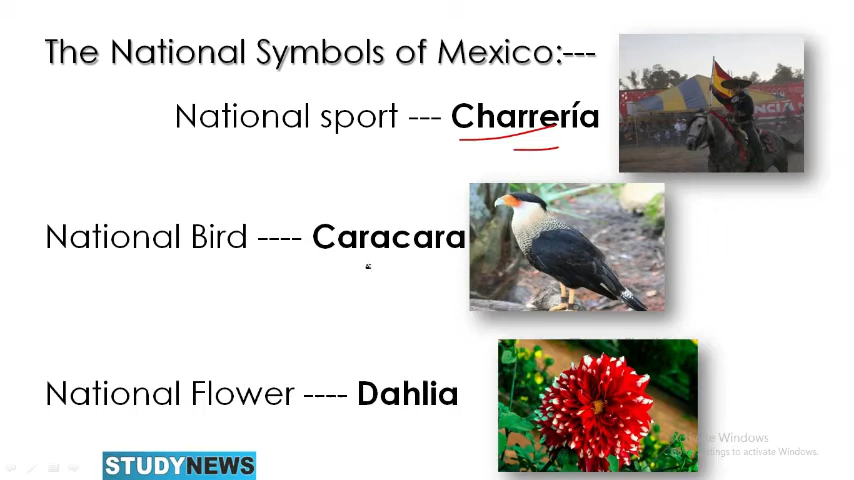 The National Symbols of Mexico:---
National sport --- Charrería
National Bird ---- Caracara
National Flower ---- Dahlia
STUDYNEWS